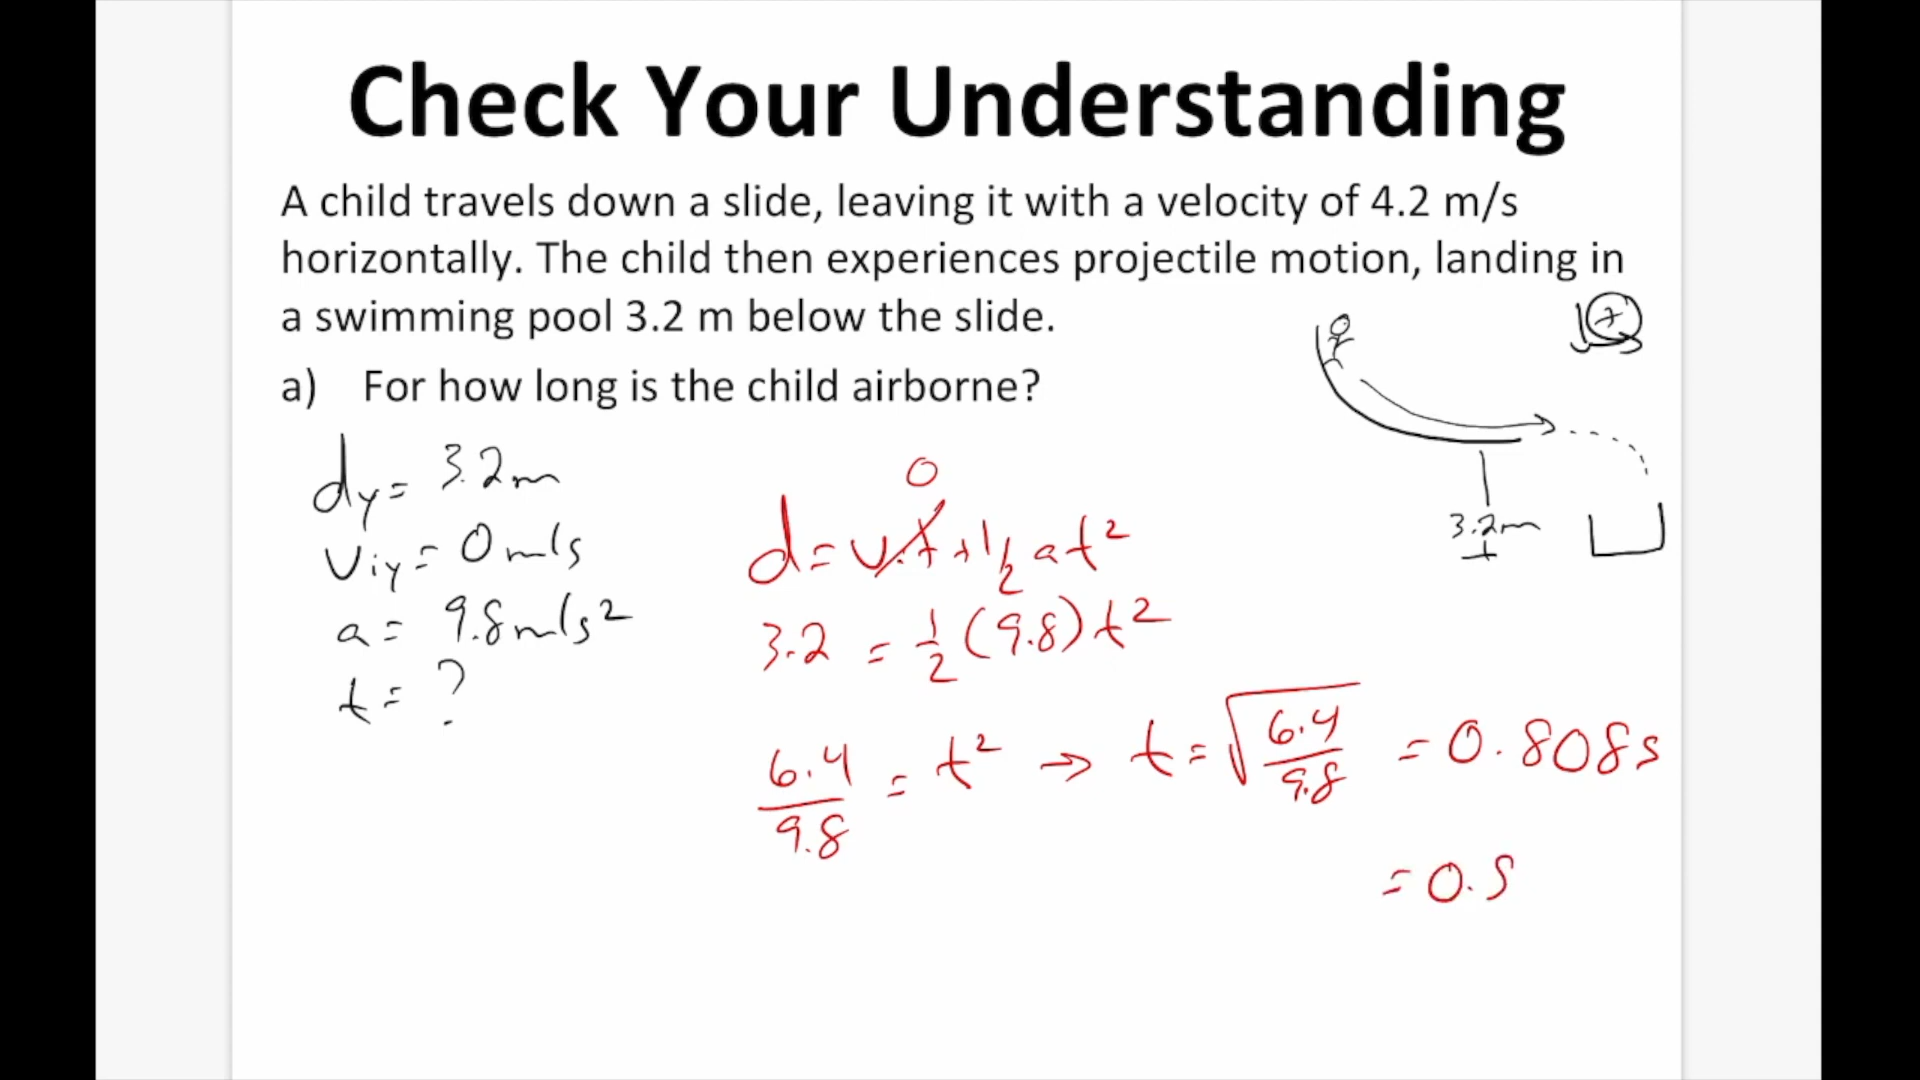 Check Your Understanding
A child travels down a slide, leaving it with a velocity of 4.2 m/s
horizontally. The child then experiences projectile motion, landing in
a swimming pool 3.2 m below the slide.
+
a) For how long is the child airborne?
dy = 3.2m
viy = 0 m/s
a = 9.8 m/s²
t = ?
3.2m
+
0
d = vit + 1/2 at²
3.2 = 1/2 (9.8) t²
6.4/9.8 = t² → t = √6.4/9.8 = 0.808s
= 0.